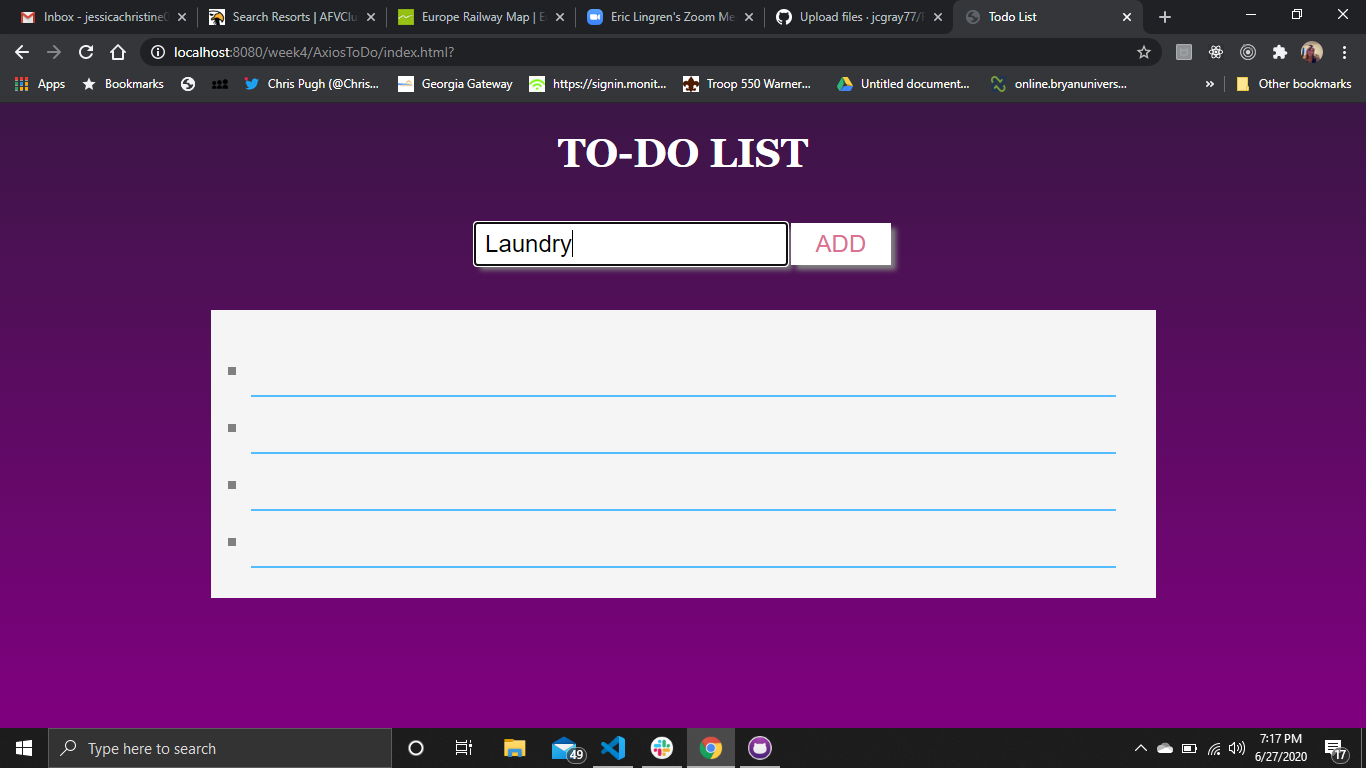 Inbox - jessicachristine
Search Resorts | AFVClu
Europe Railway Map |
Eric Lingren's Zoom Me
Upload files · jcgray77/
Todo List
localhost:8080/week4/AxiosToDo/index.html?
Apps
Bookmarks
Chris Pugh (@Chris...
Georgia Gateway
https://signin.monit...
Troop 550 Warner...
Untitled document...
online.bryanunivers...
»
Other bookmarks
TO-DO LIST
Laundry
ADD
Type here to search
49
7:17 PM
6/27/2020
17